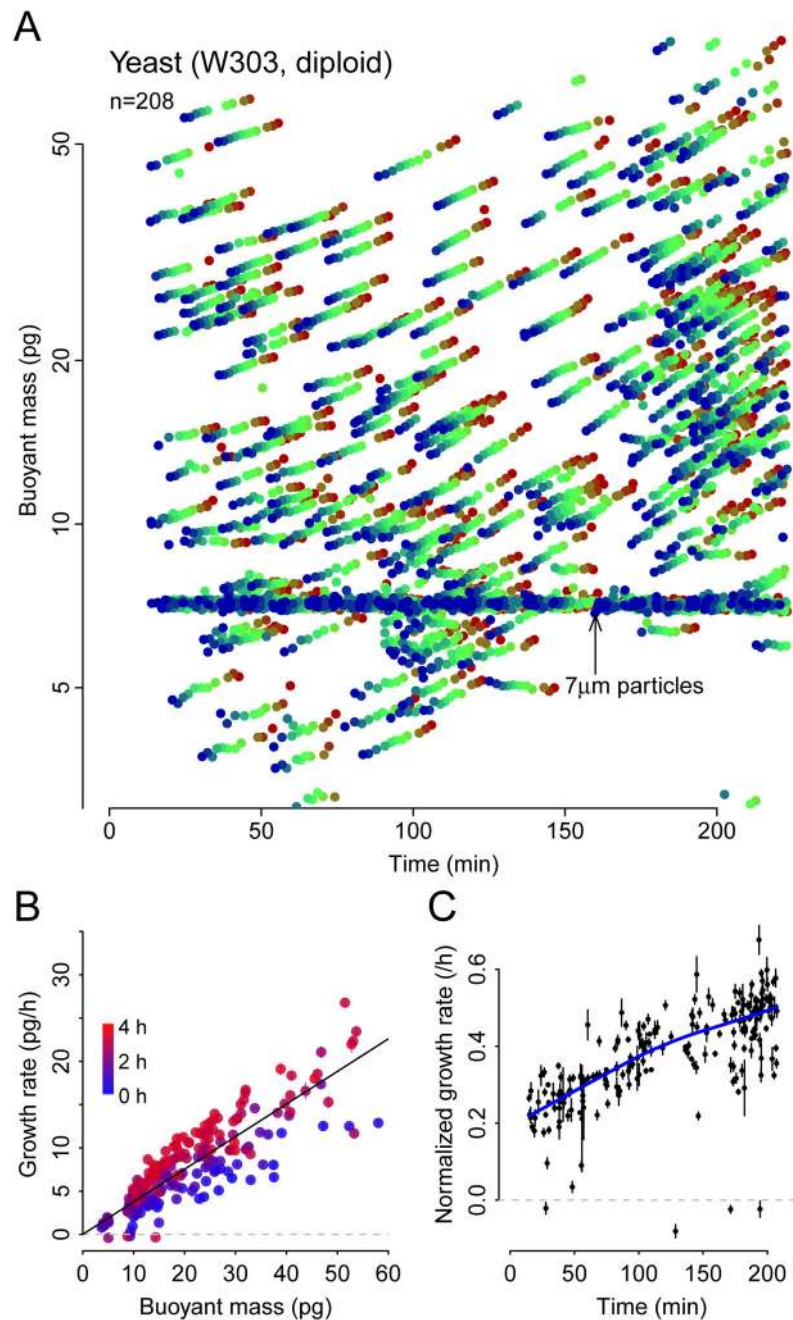 A
Yeast (W303, diploid)
n=208
50
20
10
5
Buoyant mass (pg)
7μm particles
0 50 100 150 200
Time (min)
B
30
20
10
5
0
Growth rate (pg/h)
4 h
2 h
0 h
0 10 20 30 40 50 60
Buoyant mass (pg)
C
0.6
0.4
0.2
0.0
Normalized growth rate (/h)
0 50 100 150 200
Time (min)